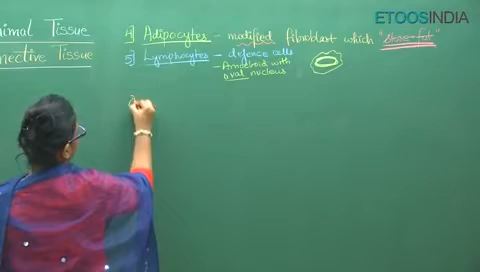 ETOOSINDIA
nimal Tissue
nective Tissue
4] Adipocytes - modified fibroblast which "store-fat"
5] Lymphocytes - defence cells
- Amoeboid with
oval nucleus